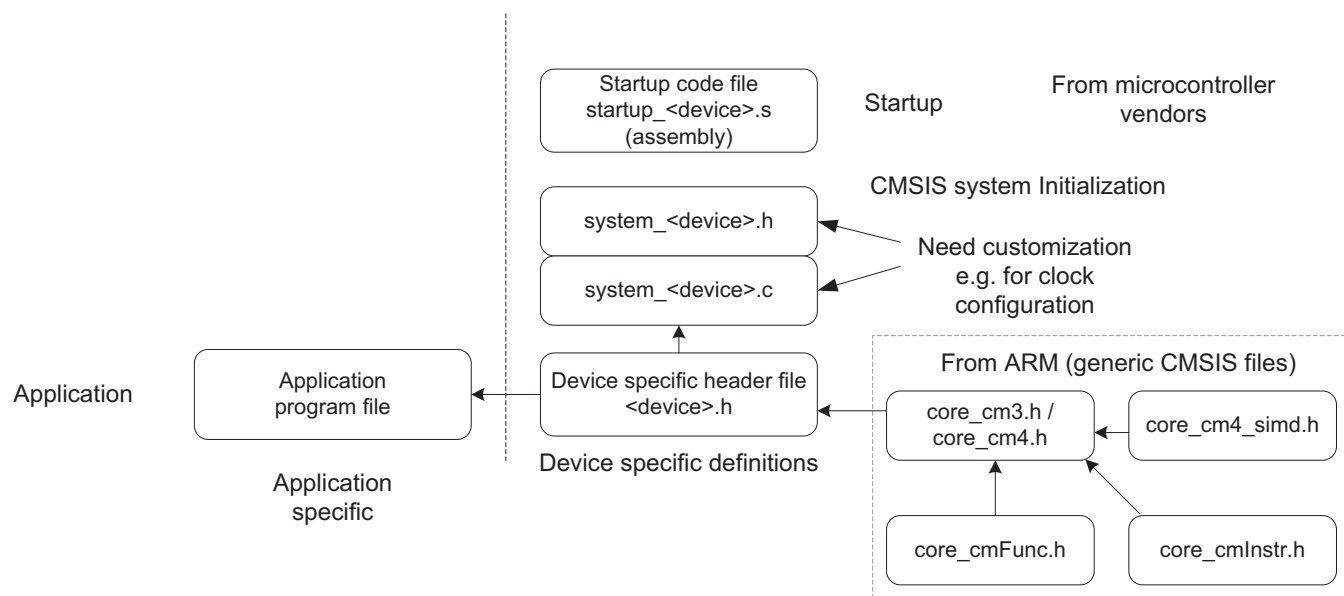 Startup code file
startup_<device>.s
(assembly)
Startup
From microcontroller
vendors
CMSIS system Initialization
system_<device>.h
Need customization
e.g. for clock
configuration
system_<device>.c
Application
Application
program file
Device specific header file
<device>.h
From ARM (generic CMSIS files)
core_cm3.h /
core_cm4.h
core_cm4_simd.h
Device specific definitions
Application
specific
core_cmFunc.h
core_cmInstr.h